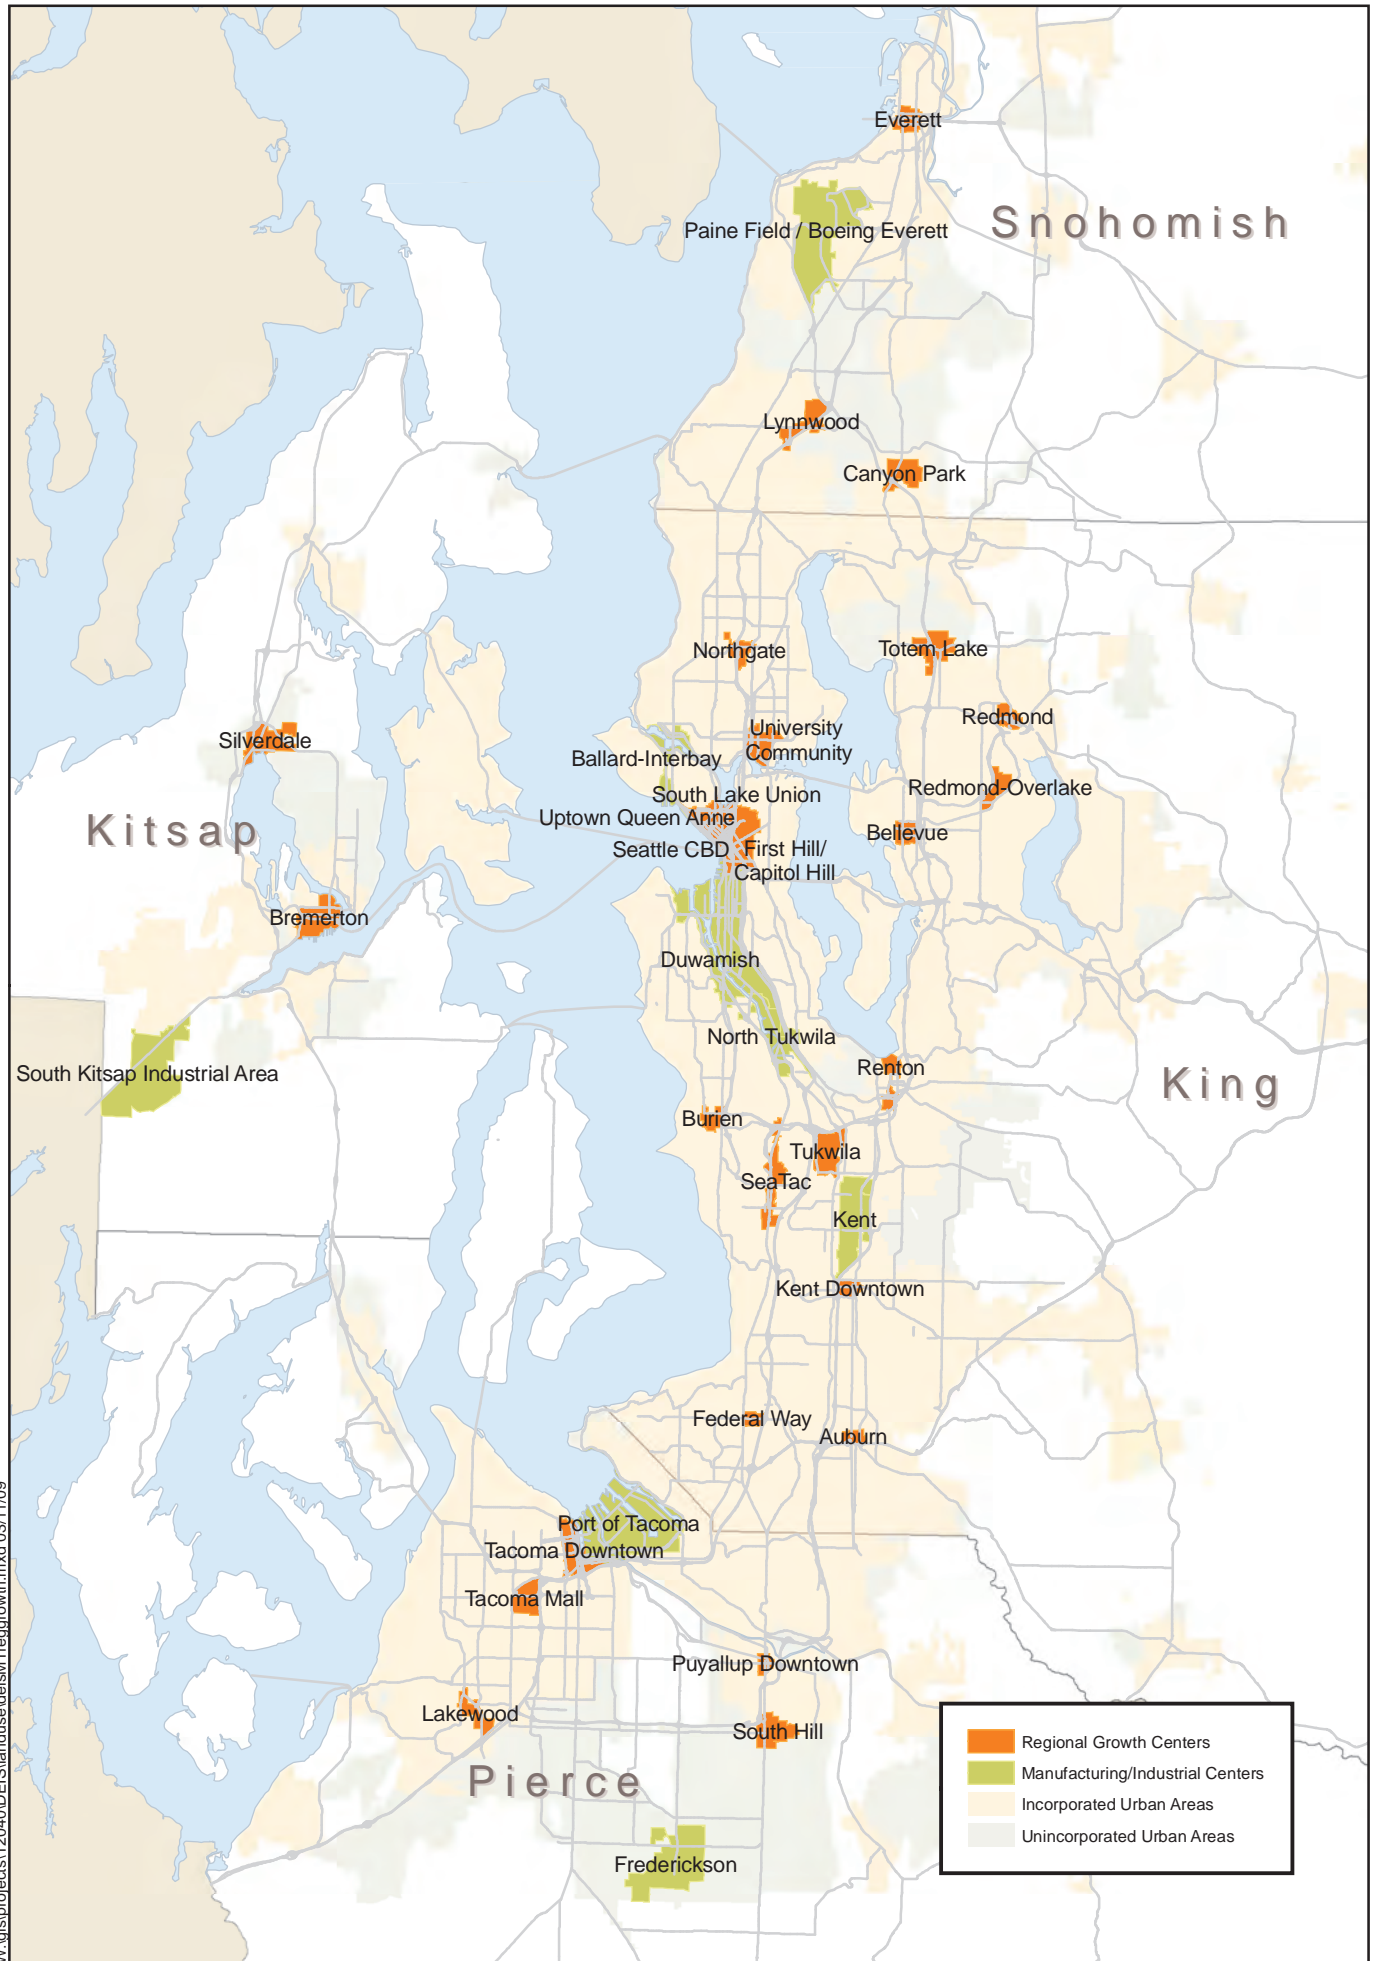 Everett
Snohomish
Paine Field / Boeing Everett
Lynnwood
Canyon Park
Northgate
Totem Lake
Redmond
University
Community
Silverdale
Ballard-Interbay
Redmond-Overlake
South Lake Union
Uptown Queen Anne
Kitsap
Bellevue
Seattle CBD
First Hill/
Capitol Hill
Bremerton
Duwamish
North Tukwila
Renton
South Kitsap Industrial Area
King
Burien
Tukwila
SeaTac
Kent
Kent Downtown
Federal Way
Auburn
Port of Tacoma
Tacoma Downtown
Tacoma Mall
Puyallup Downtown
Lakewood
South Hill
Pierce
Frederickson
Regional Growth Centers
Manufacturing/Industrial Centers
Incorporated Urban Areas
Unincorporated Urban Areas